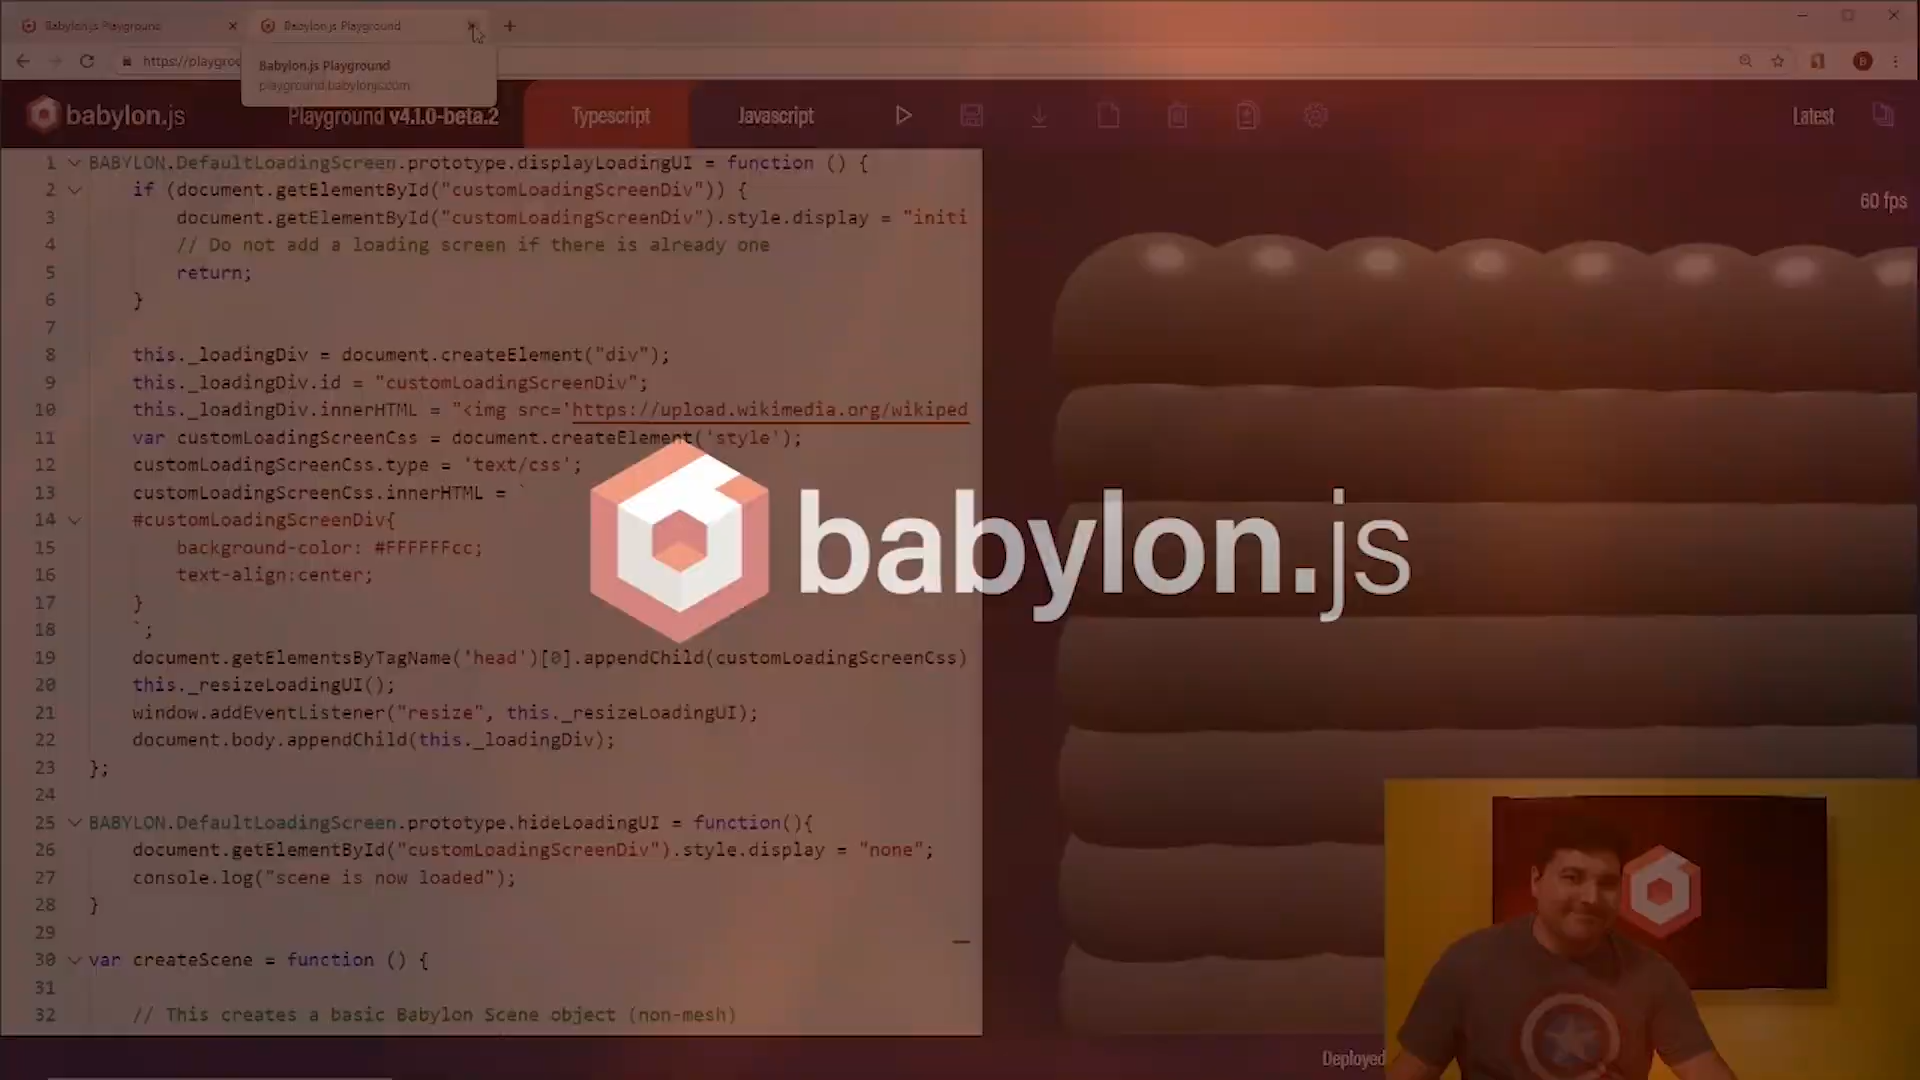 Babylon.js Playground
Babylon.js Playground
https://playgro
Babylon.js Playground
playground.babylonjs.com
babylon.js
Playground v4.1.0-beta.2
Typescript
Javascript
Latest
60 fps
1 BABYLON.DefaultLoadingScreen.prototype.displayLoadingUI = function () {
2 if (document.getElementById("customLoadingScreenDiv")) {
3 document.getElementById("customLoadingScreenDiv").style.display = "initi
4 // Do not add a loading screen if there is already one
5 return;
6 }
7
8 this._loadingDiv = document.createElement("div");
9 this._loadingDiv.id = "customLoadingScreenDiv";
10 this._loadingDiv.innerHTML = "<img src='https://upload.wikimedia.org/wikiped
11 var customLoadingScreenCss = document.createElement('style');
12 customLoadingScreenCss.type = 'text/css';
13 customLoadingScreenCss.innerHTML = `
14 #customLoadingScreenDiv{
15 background-color: #FFFFFFcc;
16 text-align:center;
17 }
18 `;
19 document.getElementsByTagName('head')[0].appendChild(customLoadingScreenCss)
20 this._resizeLoadingUI();
21 window.addEventListener("resize", this._resizeLoadingUI);
22 document.body.appendChild(this._loadingDiv);
23 };
24
25 BABYLON.DefaultLoadingScreen.prototype.hideLoadingUI = function(){
26 document.getElementById("customLoadingScreenDiv").style.display = "none";
27 console.log("scene is now loaded");
28 }
29
30 var createScene = function () {
31
32 // This creates a basic Babylon Scene object (non-mesh)
babylon.js
Deployed
B